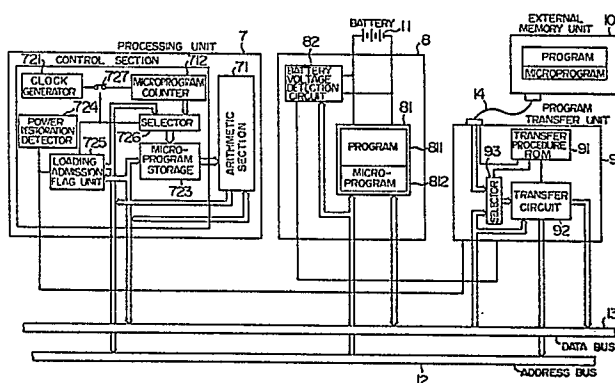 BATTERY
11
EXTERNAL
MEMORY UNIT
10
PROGRAM
MICROPROGRAM
PROCESSING UNIT
7
CONTROL SECTION
712
71
721
727
CLOCK
GENERATOR
MICROPROGRAM
COUNTER
724
POWER
RESTORATION
DETECTOR
725
SELECTOR
726
LOADING
ADMISSION
FLAG UNIT
MICRO-
PROGRAM
STORAGE
723
ARITHMETIC
SECTION
82
8
BATTERY
VOLTAGE
DETECTION
CIRCUIT
81
PROGRAM
811
MICRO-
PROGRAM
812
14
PROGRAM
TRANSFER UNIT
TRANSFER
PROCEDURE
ROM
91
9
93
SELECTOR
TRANSFER
CIRCUIT
92
13
DATA BUS
ADDRESS BUS
12